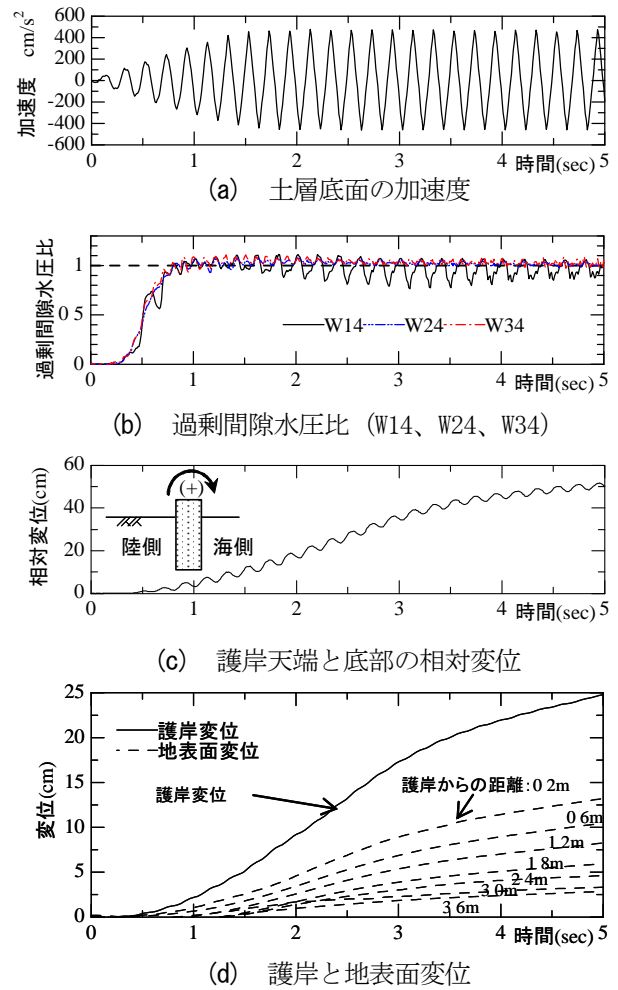 600
400
200
0
-200
-400
-600
加速度 cm/s²
0 1 2 3 4 時間(sec) 5
(a) 土層底面の加速度
1
0 5
0
過剰間隙水圧比
W14 W24 W34
0 1 2 3 4 時間(sec) 5
(b) 過剰間隙水圧比 (W14、W24、W34)
60
40
20
0
相対変位(cm)
(+)
陸側 海側
0 1 2 3 4 時間(sec) 5
(c) 護岸天端と底部の相対変位
25
20
15
10
5
0
変位(cm)
護岸変位
地表面変位
護岸変位
護岸からの距離:0 2m
0 6m
1 2m
1 8m
2 4m
3 0m
3 6m
0 1 2 3 4 時間(sec) 5
(d) 護岸と地表面変位